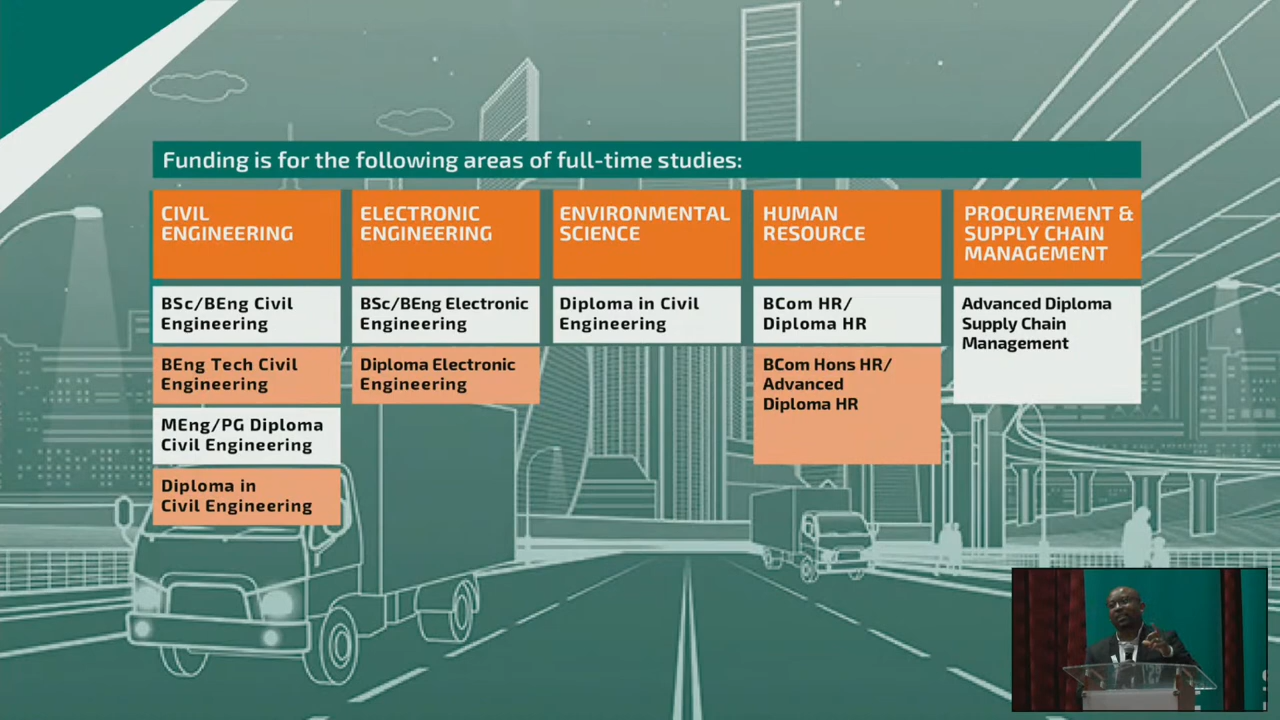 Funding is for the following areas of full-time studies:
CIVIL
ENGINEERING
BSc/BEng Civil
Engineering
BEng Tech Civil
Engineering
MEng/PG Diploma
Civil Engineering
Diploma in
Civil Engineering
ELECTRONIC
ENGINEERING
BSc/BEng Electronic
Engineering
Diploma Electronic
Engineering
ENVIRONMENTAL
SCIENCE
Diploma in Civil
Engineering
HUMAN
RESOURCE
BCom HR/
Diploma HR
BCom Hons HR/
Advanced
Diploma HR
PROCUREMENT &
SUPPLY CHAIN
MANAGEMENT
Advanced Diploma
Supply Chain
Management